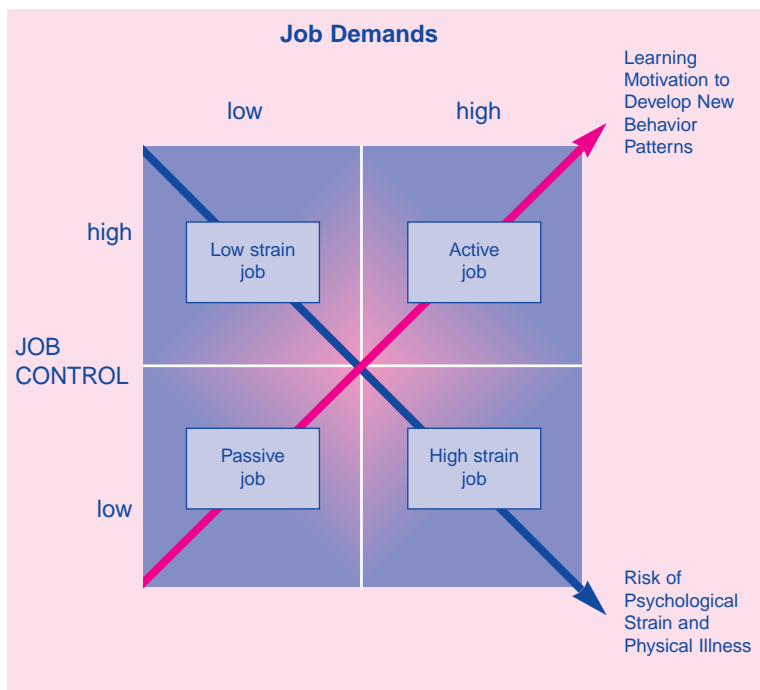 Job Demands
Learning
Motivation to
Develop New
Behavior
Patterns
low
high
high
Low strain
job
Active
job
JOB
CONTROL
Passive
job
High strain
job
low
Risk of
Psychological
Strain and
Physical Illness